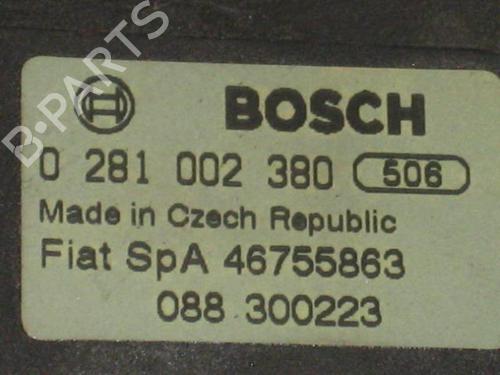 BOSCH
0 281 002 380 506
Made in Czech Republic
Fiat SpA 46755863
088 300223
B-PARTS